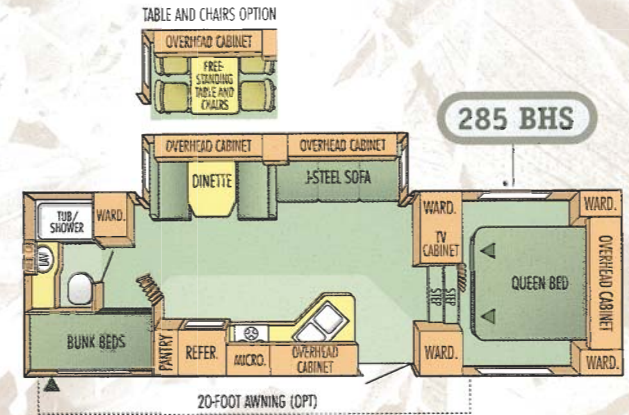 TABLE AND CHAIRS OPTION
OVERHEAD CABINET
FREE-
STANDING
TABLE AND
CHAIRS
285 BHS
OVERHEAD CABINET
OVERHEAD CABINET
DINETTE
J-STEEL SOFA
TUB/
SHOWER
WARD.
LAV
WARD.
TV
CABINET
STEP
STEP
WARD.
QUEEN BED
WARD.
OVERHEAD CABINET
WARD.
BUNK BEDS
PANTRY
REFER.
MICRO.
OVERHEAD
CABINET
20-FOOT AWNING (OPT)